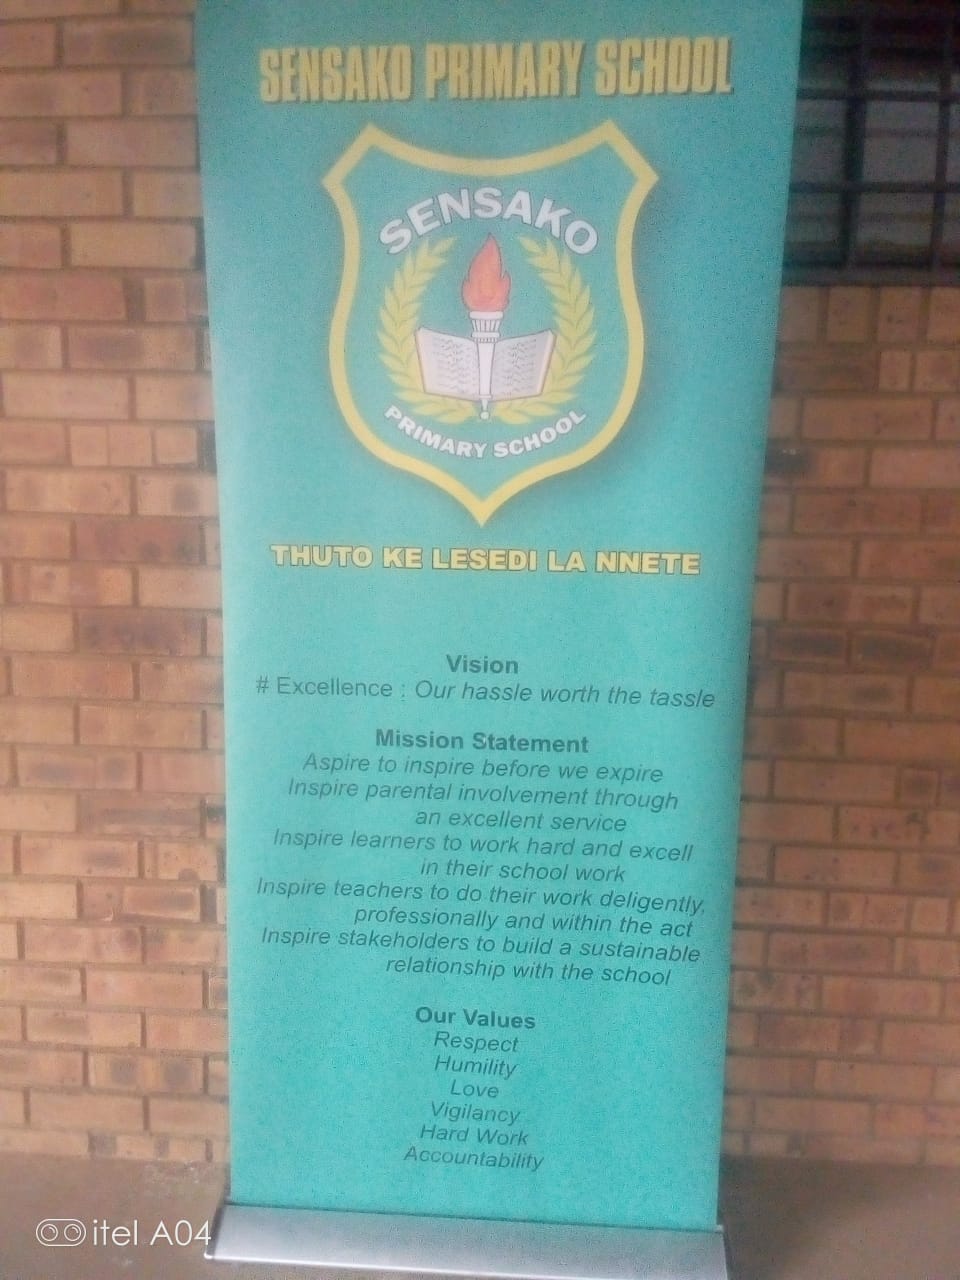 SENSAKO PRIMARY SCHOOL
SENSAKO
PRIMARY SCHOOL
THUTO KE LESEDI LA NNETE
Vision
# Excellence : Our hassle worth the tassle
Mission Statement
Aspire to inspire before we expire
Inspire parental involvement through
an excellent service
Inspire learners to work hard and excell
in their school work
Inspire teachers to do their work deligently,
professionally and within the act
Inspire stakeholders to build a sustainable
relationship with the school
Our Values
Respect
Humility
Love
Vigilancy
Hard Work
Accountability
itel A04